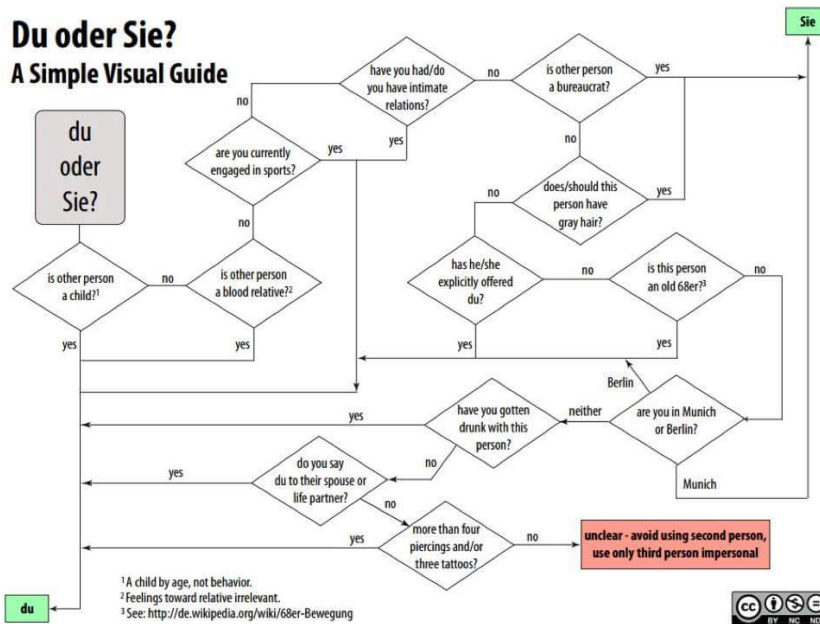 Du oder Sie?
A Simple Visual Guide
Sie
du
oder
Sie?
is other person
a child?¹
no
yes
is other person
a blood relative?²
no
yes
are you currently
engaged in sports?
no
yes
have you had/do
you have intimate
relations?
no
yes
is other person
a bureaucrat?
yes
no
does/should this
person have
gray hair?
no
yes
has he/she
explicitly offered
du?
no
yes
is this person
an old 68er?³
no
yes
are you in Munich
or Berlin?
Berlin
neither
Munich
have you gotten
drunk with this
person?
yes
no
do you say
du to their spouse or
life partner?
yes
no
more than four
piercings and/or
three tattoos?
yes
no
unclear - avoid using second person,
use only third person impersonal
du
¹ A child by age, not behavior.
² Feelings toward relative irrelevant.
³ See: http://de.wikipedia.org/wiki/68er-Bewegung
cc
BY NC ND